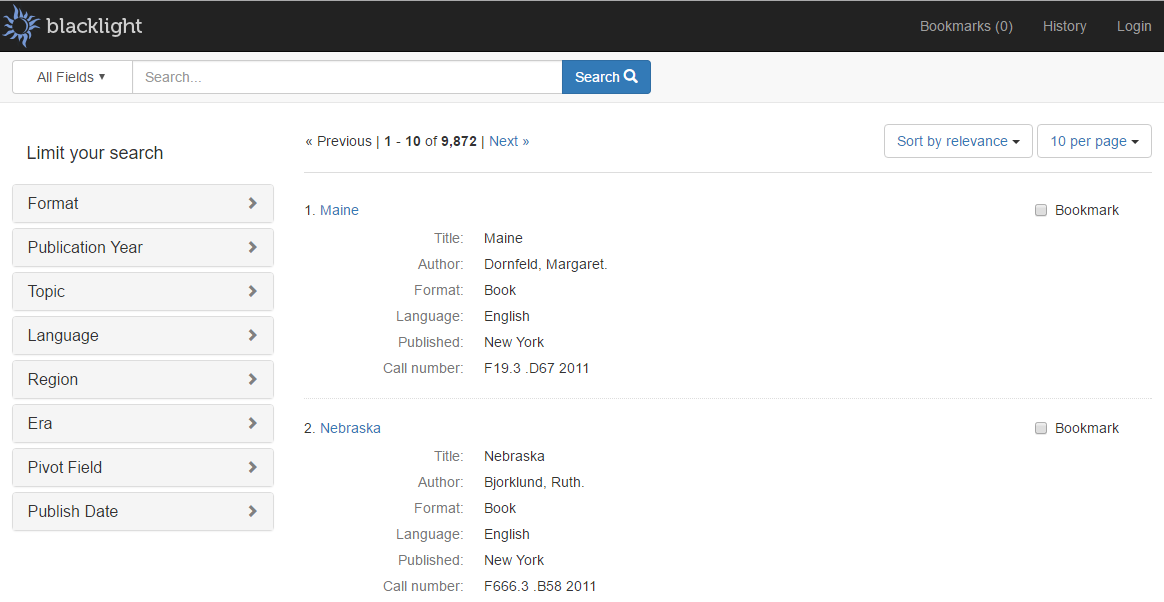 blacklight Bookmarks (0) History Login
All Fields ▾ Search... Search
Limit your search
Format
Publication Year
Topic
Language
Region
Era
Pivot Field
Publish Date
« Previous | 1 - 10 of 9,872 | Next » Sort by relevance 10 per page
1. Maine Bookmark
Title: Maine
Author: Dornfeld, Margaret.
Format: Book
Language: English
Published: New York
Call number: F19.3 .D67 2011
2. Nebraska Bookmark
Title: Nebraska
Author: Bjorklund, Ruth.
Format: Book
Language: English
Published: New York
Call number: F666.3 .B58 2011